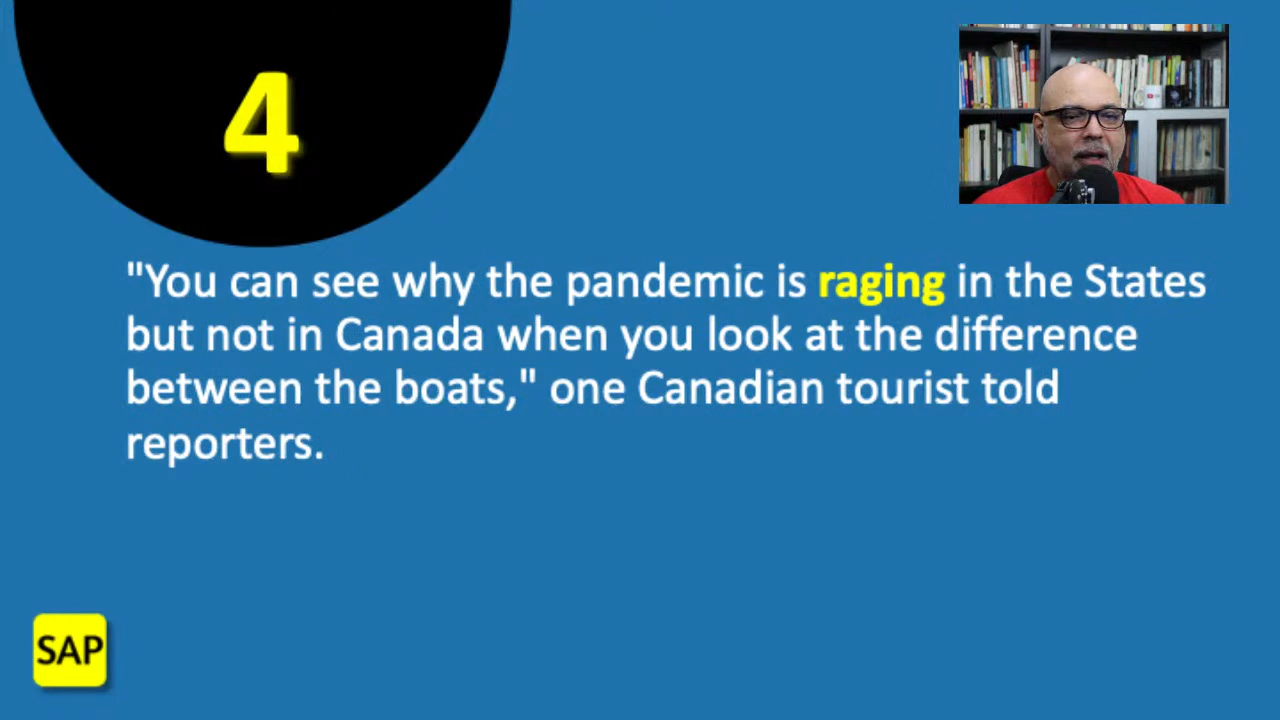 4
"You can see why the pandemic is raging in the States
but not in Canada when you look at the difference
between the boats," one Canadian tourist told
reporters.
SAP